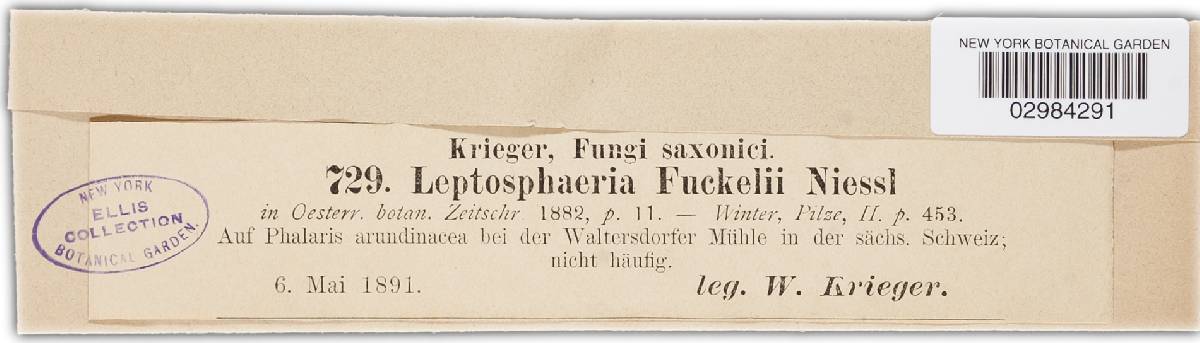 NEW YORK BOTANICAL GARDEN
02984291
Krieger, Fungi saxonici.
729. Leptosphaeria Fuckelii Niessl
in Oesterr. botan. Zeitschr 1882, p. 11. — Winter, Pilze, II. p. 453.
Auf Phalaris arundinacea bei der Waltersdorfer Mühle in der sächs. Schweiz;
nicht häufig.
6. Mai 1891. leg. W. Krieger.
NEW YORK
ELLIS
COLLECTION
BOTANICAL GARDEN.